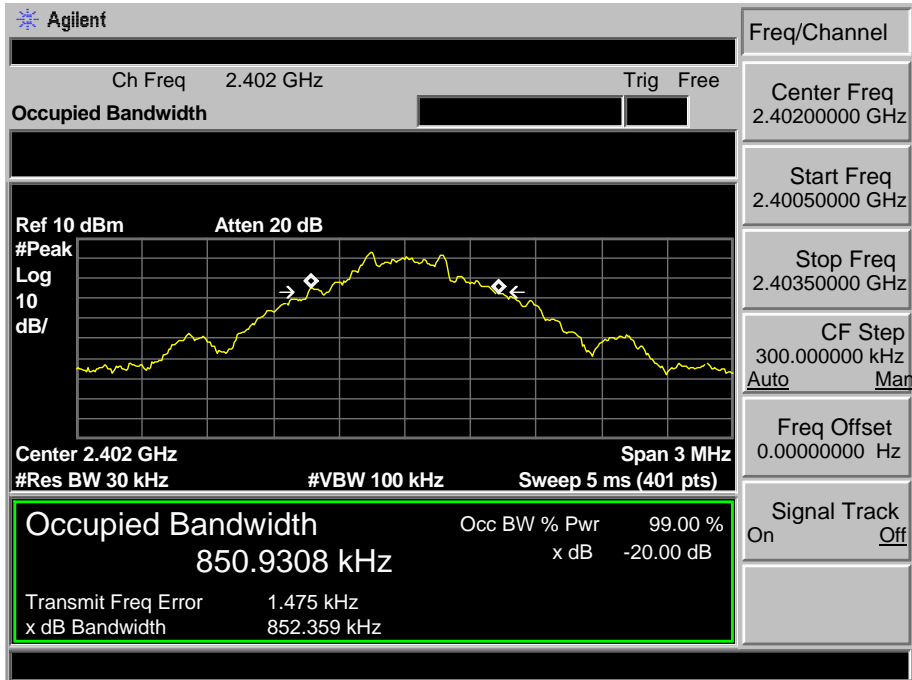 Agilent
Freq/Channel
Ch Freq 2.402 GHz Trig Free
Occupied Bandwidth
Center Freq
2.40200000 GHz
Start Freq
2.40050000 GHz
Stop Freq
2.40350000 GHz
CF Step
300.000000 kHz
Auto Man
Freq Offset
0.00000000 Hz
Signal Track
On Off
Ref 10 dBm Atten 20 dB
#Peak
Log
10
dB/
Center 2.402 GHz Span 3 MHz
#Res BW 30 kHz #VBW 100 kHz Sweep 5 ms (401 pts)
Occupied Bandwidth Occ BW % Pwr 99.00 %
850.9308 kHz x dB -20.00 dB
Transmit Freq Error 1.475 kHz
x dB Bandwidth 852.359 kHz